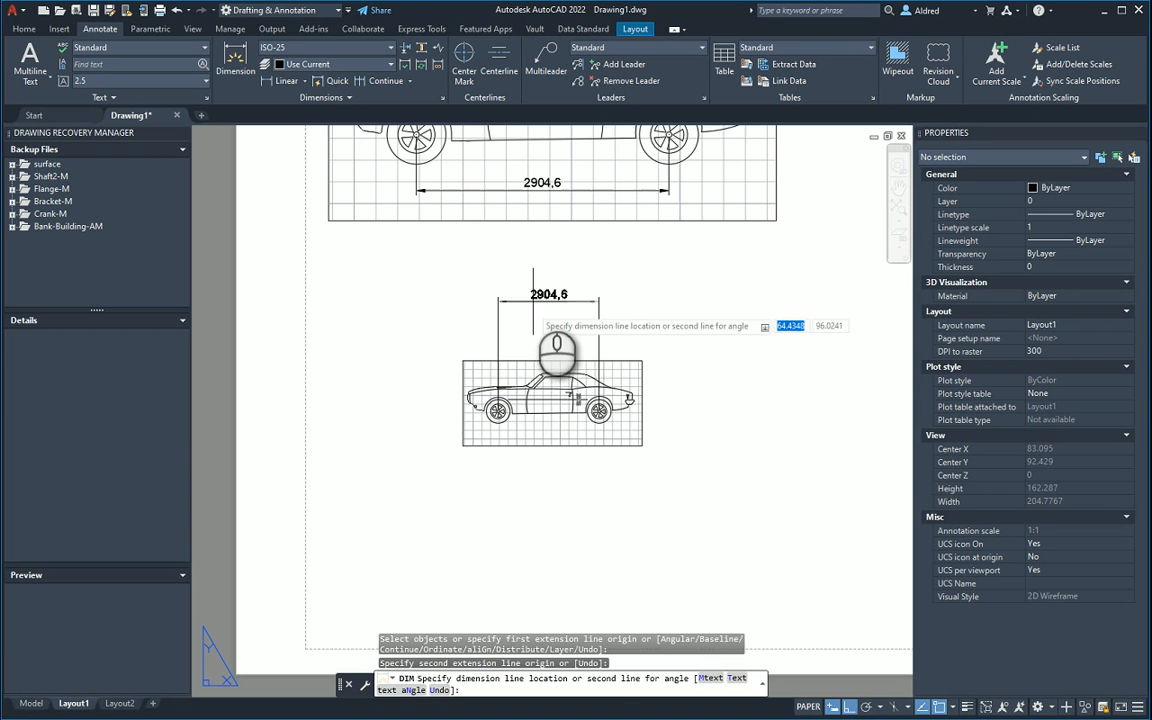 Drafting & Annotation
Share
Autodesk AutoCAD 2022 Drawing1.dwg
Type a keyword or phrase
Aldred
Home Insert Annotate Parametric View Manage Output Add-ins Collaborate Express Tools Featured Apps Vault Data Standard Layout
Multiline Text
Standard
Find text
2.5
Text
Dimension
ISO-25
Use Current
Linear Quick Continue
Dimensions
Center Mark
Centerline
Centerlines
Multileader
Standard
Add Leader
Remove Leader
Leaders
Table
Standard
Extract Data
Link Data
Tables
Wipeout
Revision Cloud
Markup
Add Current Scale
Scale List
Add/Delete Scales
Sync Scale Positions
Annotation Scaling
Start Drawing1*
DRAWING RECOVERY MANAGER
Backup Files
surface
Shaft2-M
Flange-M
Bracket-M
Crank-M
Bank-Building-AM
Details
Preview
2904,6
2904,6
Specify dimension line location or second line for angle 64.4348 96.0241
PROPERTIES
No selection
General
Color ByLayer
Layer 0
Linetype ByLayer
Linetype scale 1
Lineweight ByLayer
Transparency ByLayer
Thickness 0
3D Visualization
Material ByLayer
Layout
Layout name Layout1
Page setup name <None>
DPI to raster 300
Plot style
Plot style ByColor
Plot style table None
Plot table attached to Layout1
Plot table type Not available
View
Center X 83.095
Center Y 92.429
Center Z 0
Height 162.287
Width 204.7767
Misc
Annotation scale 1:1
UCS icon On Yes
UCS icon at origin No
UCS per viewport Yes
UCS Name
Visual Style 2D Wireframe
Y
X
Select objects or specify first extension line origin or [Angular/Baseline/
Continue/Ordinate/aliGn/Distribute/Layer/Undo]:
Specify second extension line origin or [Undo]:
DIM Specify dimension line location or second line for angle [Mtext Text
text aNgle Undo]:
Model Layout1 Layout2 +
PAPER